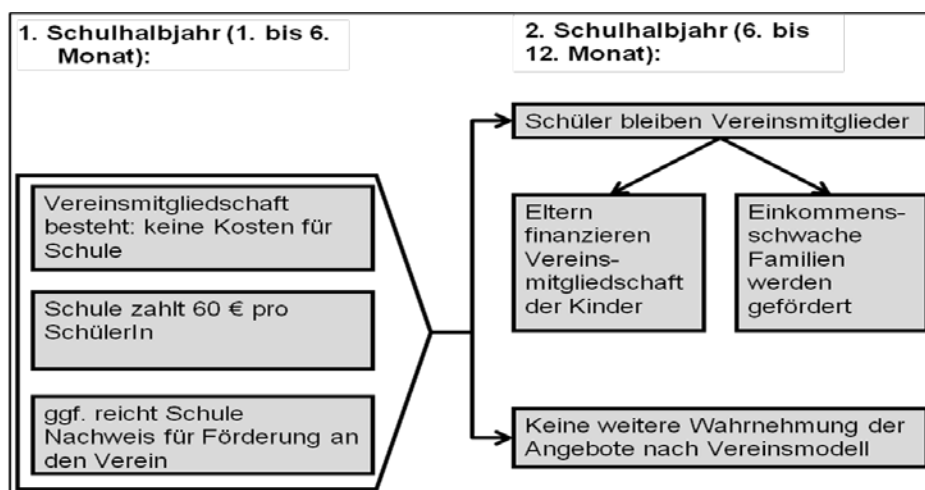 1. Schulhalbjahr (1. bis 6.
Monat):
2. Schulhalbjahr (6. bis
12. Monat):
Schüler bleiben Vereinsmitglieder
Vereinsmitgliedschaft
besteht: keine Kosten für
Schule
Schule zahlt 60 € pro
SchülerIn
ggf. reicht Schule
Nachweis für Förderung an
den Verein
Eltern
finanzieren
Vereins-
mitgliedschaft
der Kinder
Einkommens-
schwache
Familien
werden
gefördert
Keine weitere Wahrnehmung der
Angebote nach Vereinsmodell